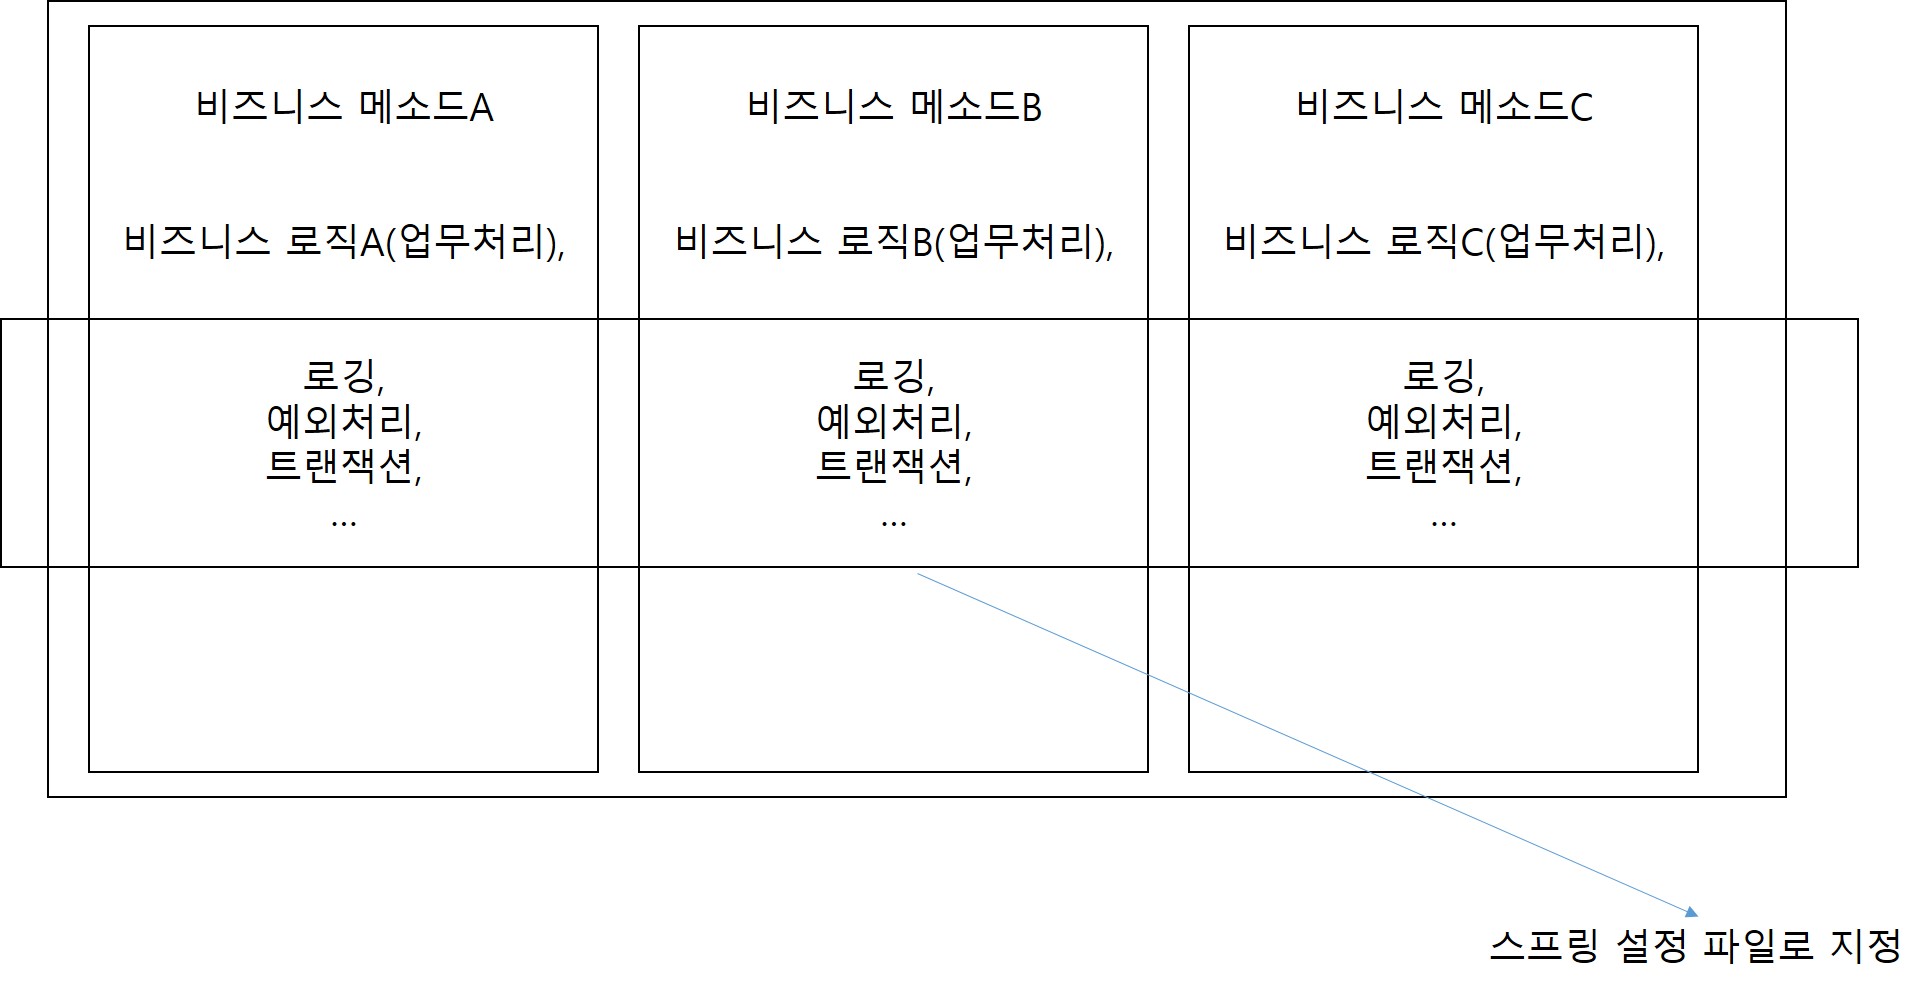 비즈니스 메소드A
비즈니스 로직A(업무처리),
로깅,
예외처리,
트랜잭션,
...
비즈니스 메소드B
비즈니스 로직B(업무처리),
로깅,
예외처리,
트랜잭션,
...
비즈니스 메소드C
비즈니스 로직C(업무처리),
로깅,
예외처리,
트랜잭션,
...
스프링 설정 파일로 지정